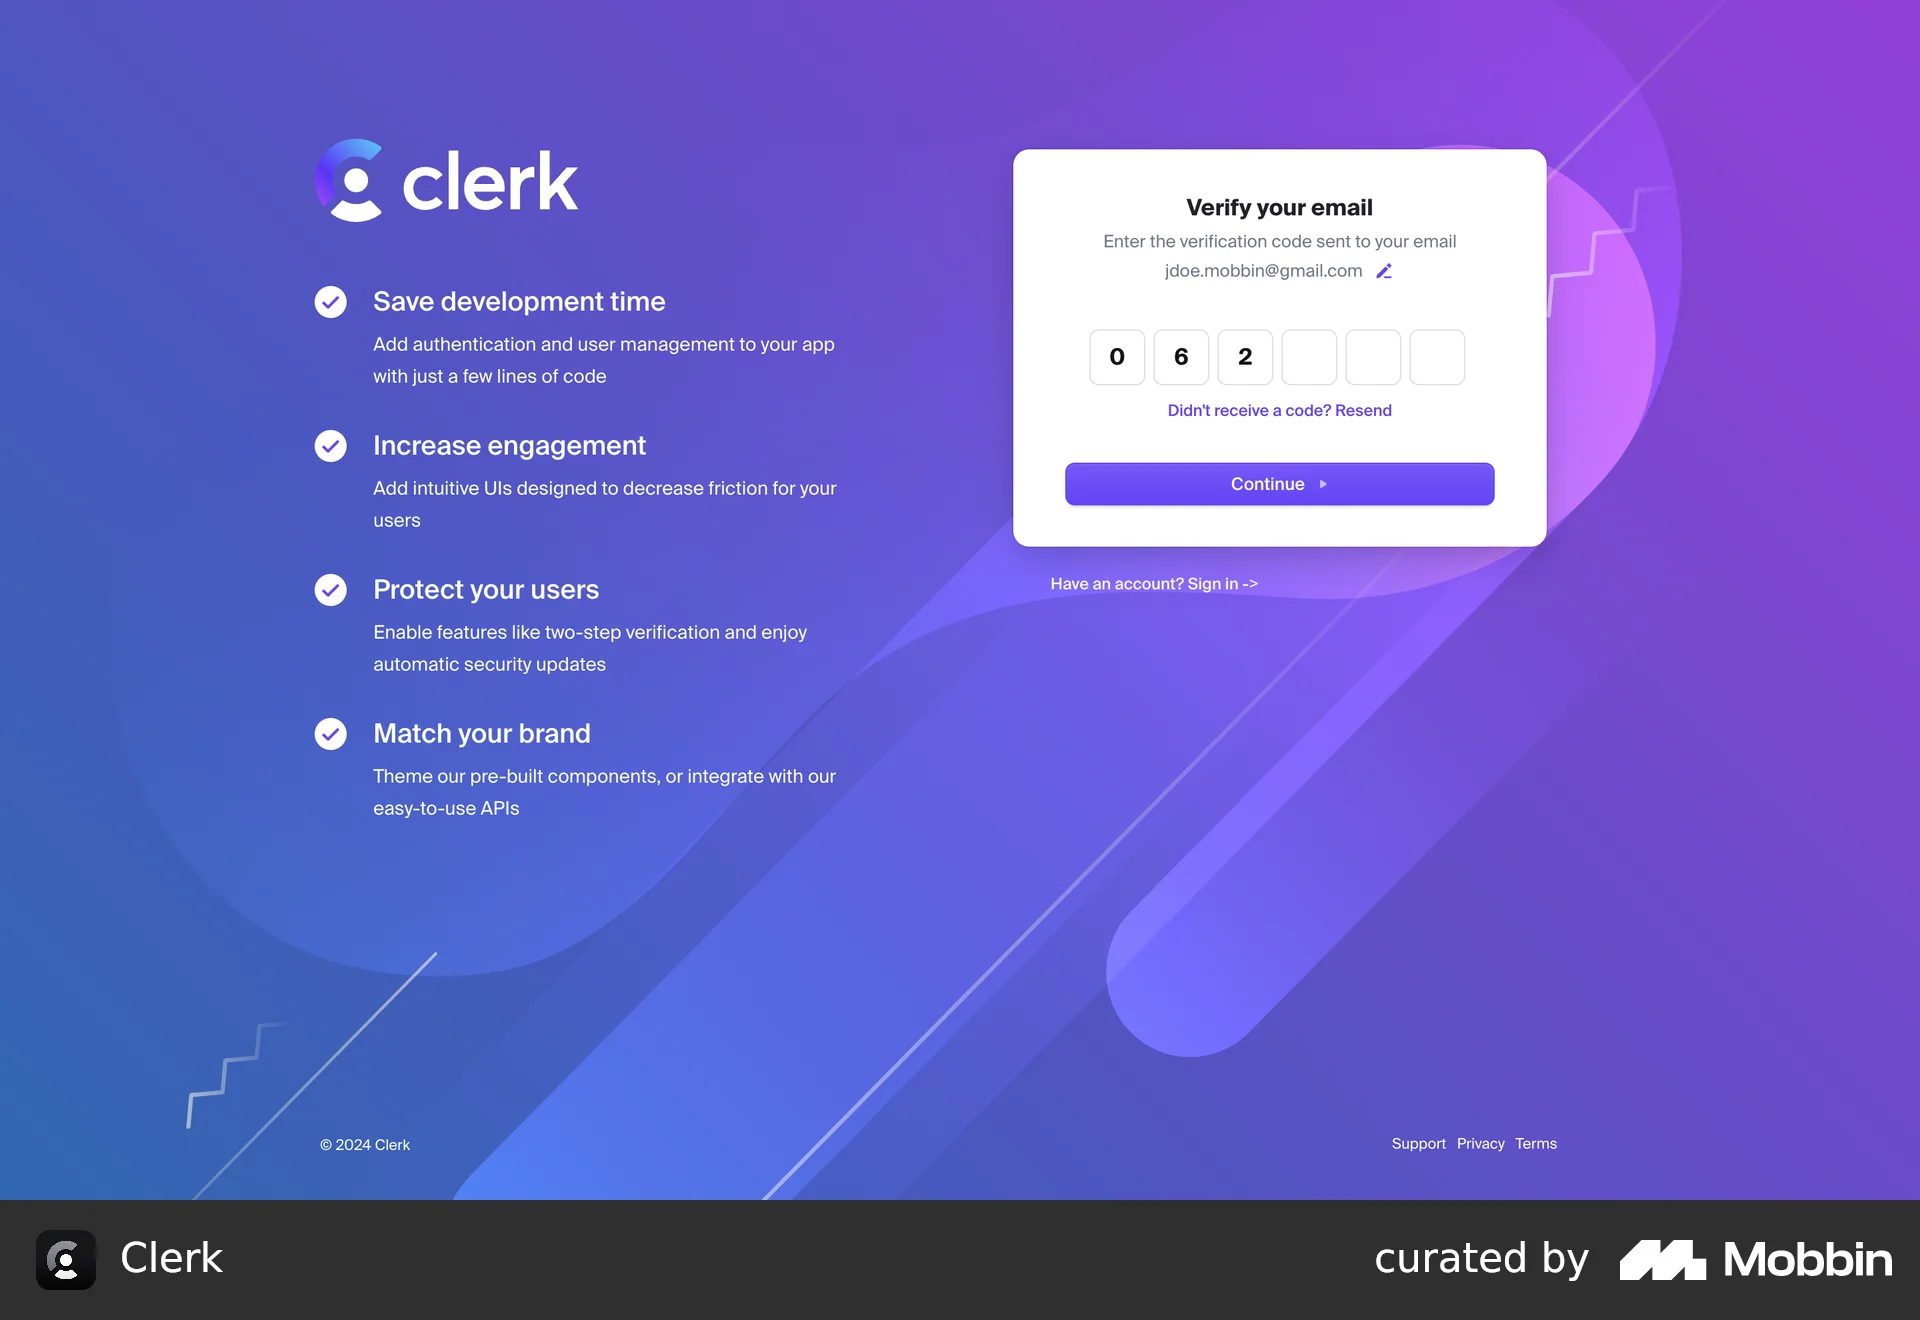 clerk
Save development time
Add authentication and user management to your app
with just a few lines of code
Increase engagement
Add intuitive UIs designed to decrease friction for your
users
Protect your users
Enable features like two-step verification and enjoy
automatic security updates
Match your brand
Theme our pre-built components, or integrate with our
easy-to-use APIs
Verify your email
Enter the verification code sent to your email
jdoe.mobbin@gmail.com
0 6 2
Didn't receive a code? Resend
Continue
Have an account? Sign in ->
© 2024 Clerk
Support Privacy Terms
Clerk
curated by Mobbin